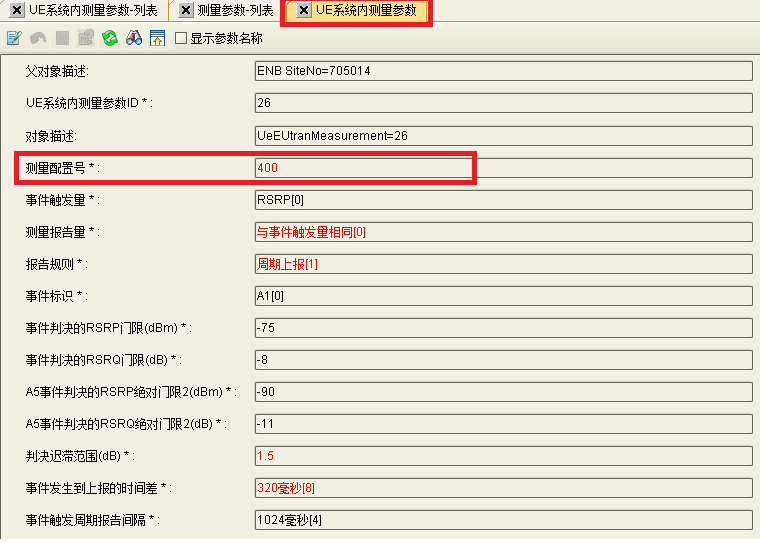 UE系统内测量参数-列表 测量参数-列表 UE系统内测量参数
显示参数名称
父对象描述: ENB SiteNo=705014
UE系统内测量参数ID * : 26
对象描述: UeEUtranMeasurement=26
测量配置号 * : 400
事件触发量 * : RSRP[0]
测量报告量 * : 与事件触发量相同[0]
报告规则 * : 周期上报[1]
事件标识 * : A1[0]
事件判决的RSRP门限(dBm) * : -75
事件判决的RSRQ门限(dB) * : -8
A5事件判决的RSRP绝对门限2(dBm) * : -90
A5事件判决的RSRQ绝对门限2(dB) * : -11
判决迟滞范围(dB) * : 1.5
事件发生到上报的时间差 * : 320毫秒[8]
事件触发周期报告间隔 * : 1024毫秒[4]